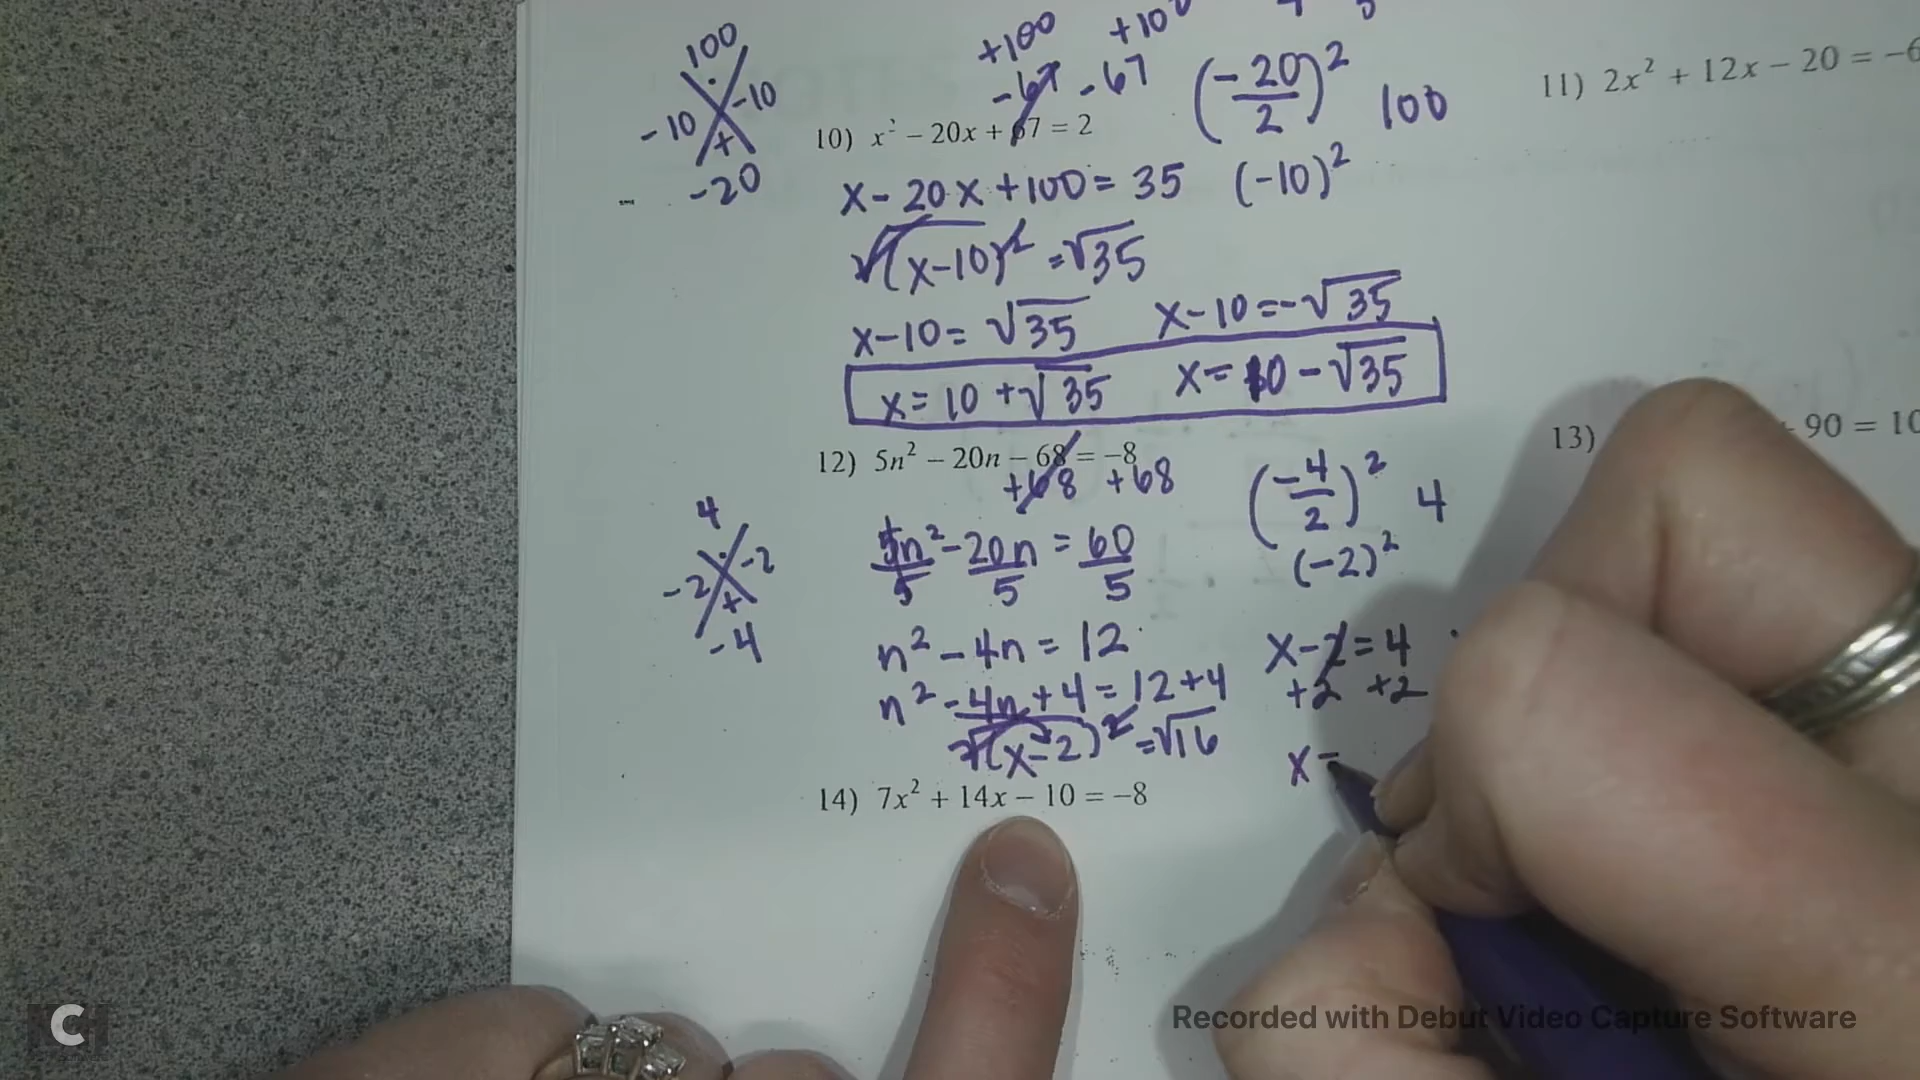 100
-10 -10
+
-20
+100 +10
-67 -67
(-20/2)² 100
10) x² − 20x + 67 = 2
x-20x+100=35 (-10)²
√(x-10)² =√35
x-10=√35 x-10=-√35
x=10+√35 x=10-√35
11) 2x² + 12x − 20 = −6
12) 5n² − 20n − 68 = −8
+68 +68
(-4/2)² 4
(-2)²
4
-2 -2
+
-4
5n²/5 - 20n/5 = 60/5
n²-4n=12
n²-4n+4=12+4
√(x-2)² =√16
x-2=4
+2 +2
x=
13) 90 = 10
14) 7x² + 14x − 10 = −8
Recorded with Debut Video Capture Software